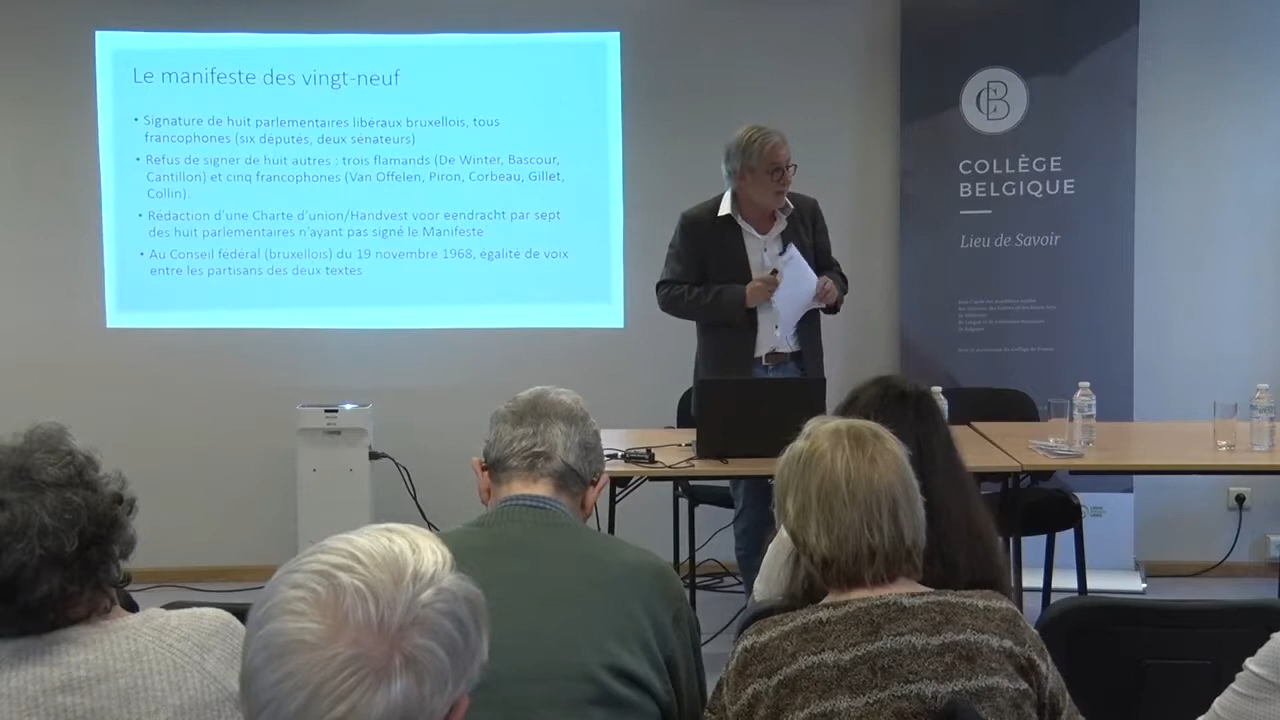 Le manifeste des vingt-neuf
• Signature de huit parlementaires libéraux bruxellois, tous
francophones (six députés, deux sénateurs)
• Refus de signer de huit autres : trois flamands (De Winter, Bascour,
Cantillon) et cinq francophones (Van Offelen, Piron, Corbeau, Gillet,
Collin).
• Rédaction d'une Charte d'union/Handvest voor eendracht par sept
des huit parlementaires n'ayant pas signé le Manifeste
• Au Conseil fédéral (bruxellois) du 19 novembre 1968, égalité de voix
entre les partisans des deux textes
CB
COLLÈGE
BELGIQUE
Lieu de Savoir